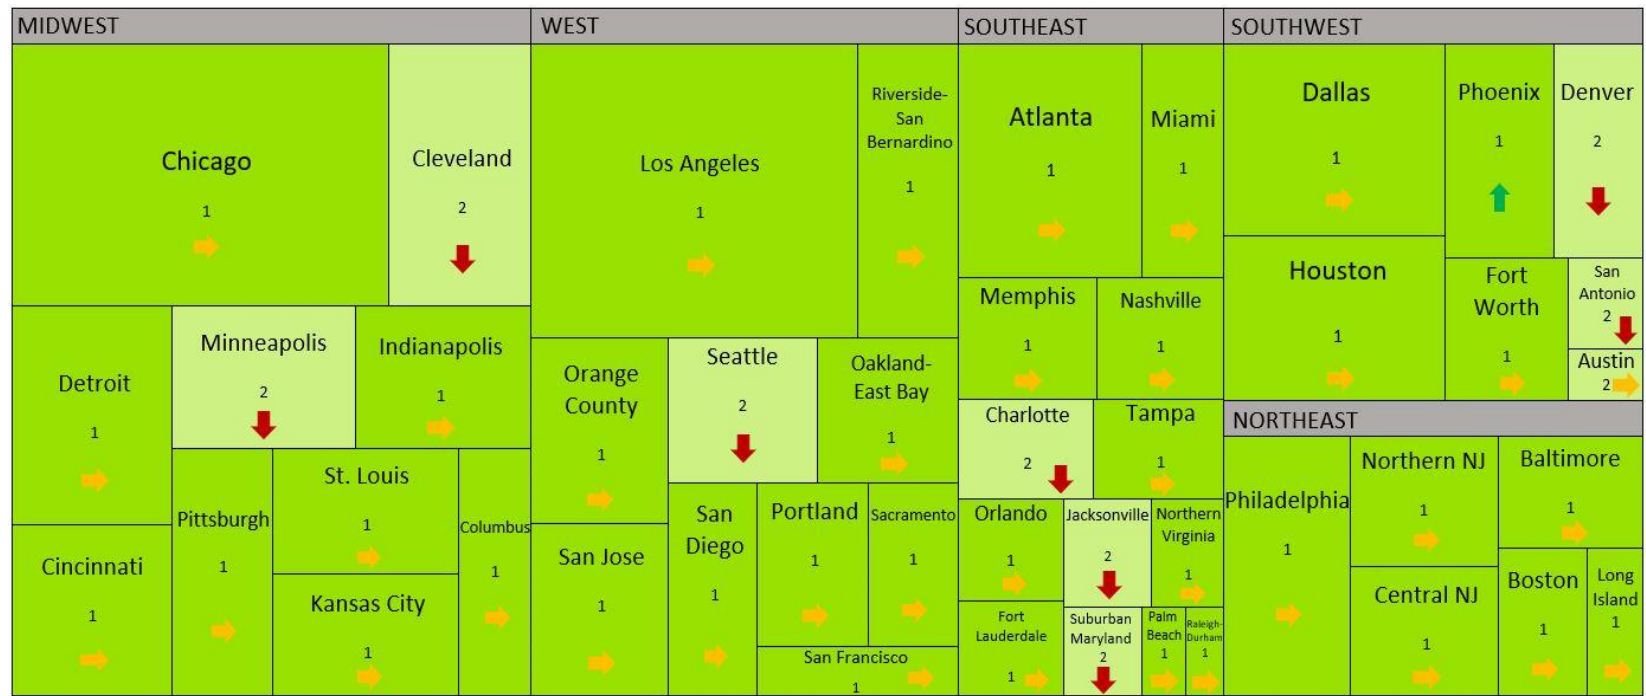 MIDWEST
Chicago
1
Cleveland
2
Detroit
1
Minneapolis
2
Indianapolis
1
Cincinnati
1
Pittsburgh
1
St. Louis
1
Kansas City
1
Columbus
1
WEST
Los Angeles
1
Riverside-
San
Bernardino
1
Orange
County
1
Seattle
2
Oakland-
East Bay
1
San Jose
1
San
Diego
1
Portland
1
Sacramento
1
San Francisco
1
SOUTHEAST
Atlanta
1
Miami
1
Memphis
1
Nashville
1
Charlotte
2
Tampa
1
Orlando
1
Jacksonville
2
Northern
Virginia
1
Fort
Lauderdale
1
Suburban
Maryland
2
Palm
Beach
1
Raleigh-
Durham
1
SOUTHWEST
Dallas
1
Phoenix
1
Denver
2
Houston
1
Fort
Worth
1
San
Antonio
2
Austin
2
NORTHEAST
Philadelphia
1
Northern NJ
1
Baltimore
1
Central NJ
1
Boston
1
Long
Island
1